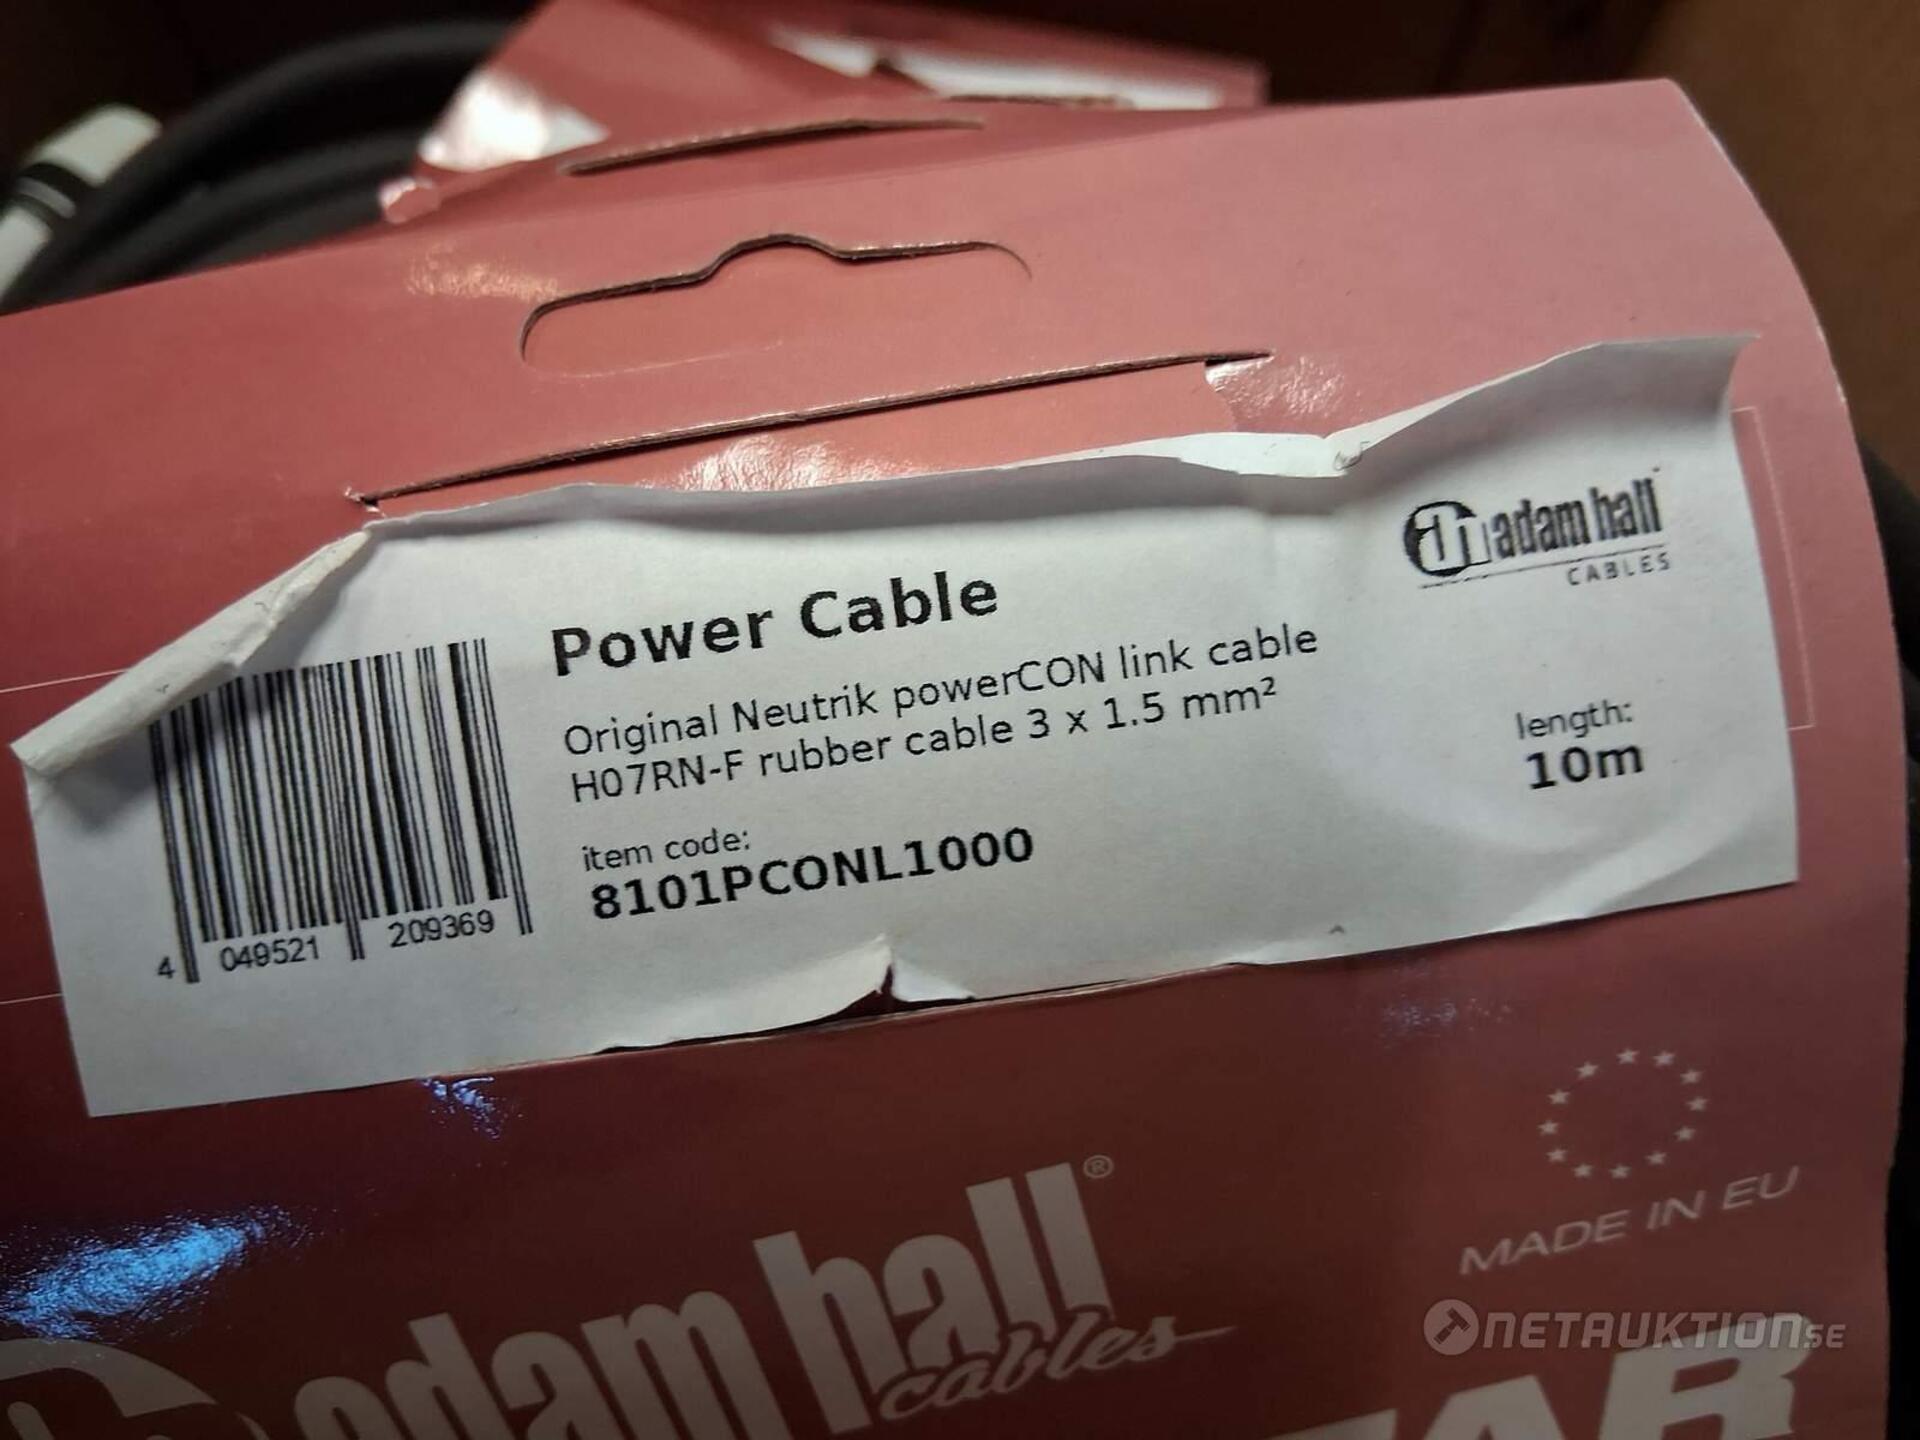 adam hall
CABLES
Power Cable
Original Neutrik powerCON link cable
H07RN-F rubber cable 3 x 1.5 mm²
length:
10m
item code:
8101PCONL1000
4 049521 209369
MADE IN EU
adam hall®
cables
NETAUKTION.SE